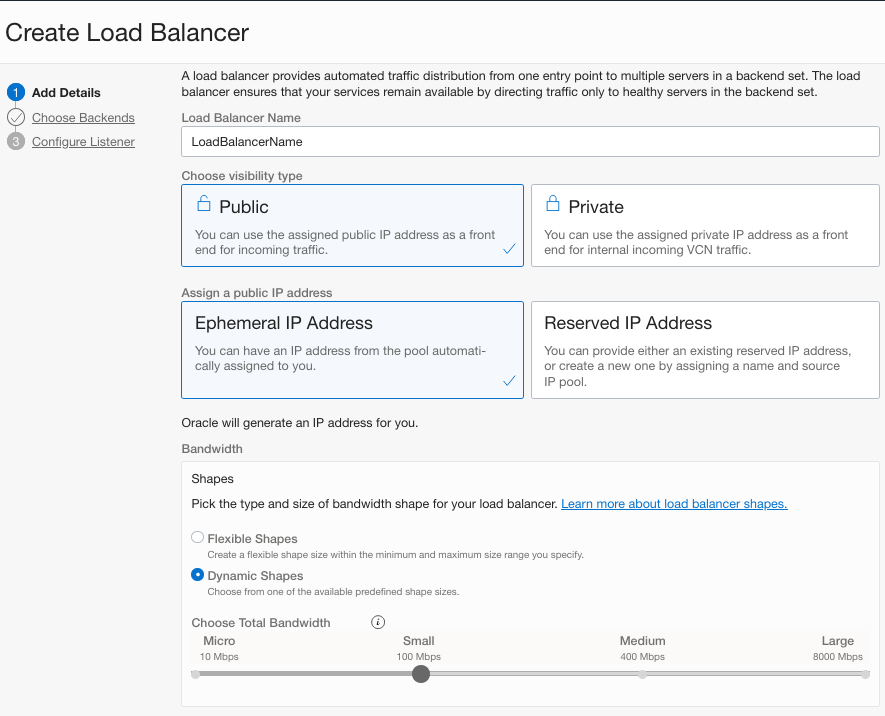 Create Load Balancer
1 Add Details
Choose Backends
3 Configure Listener
A load balancer provides automated traffic distribution from one entry point to multiple servers in a backend set. The load
balancer ensures that your services remain available by directing traffic only to healthy servers in the backend set.
Load Balancer Name
LoadBalancerName
Choose visibility type
Public
You can use the assigned public IP address as a front
end for incoming traffic.
Private
You can use the assigned private IP address as a front
end for internal incoming VCN traffic.
Assign a public IP address
Ephemeral IP Address
You can have an IP address from the pool automati-
cally assigned to you.
Reserved IP Address
You can provide either an existing reserved IP address,
or create a new one by assigning a name and source
IP pool.
Oracle will generate an IP address for you.
Bandwidth
Shapes
Pick the type and size of bandwidth shape for your load balancer. Learn more about load balancer shapes.
Flexible Shapes
Create a flexible shape size within the minimum and maximum size range you specify.
Dynamic Shapes
Choose from one of the available predefined shape sizes.
Choose Total Bandwidth i
Micro Small Medium Large
10 Mbps 100 Mbps 400 Mbps 8000 Mbps